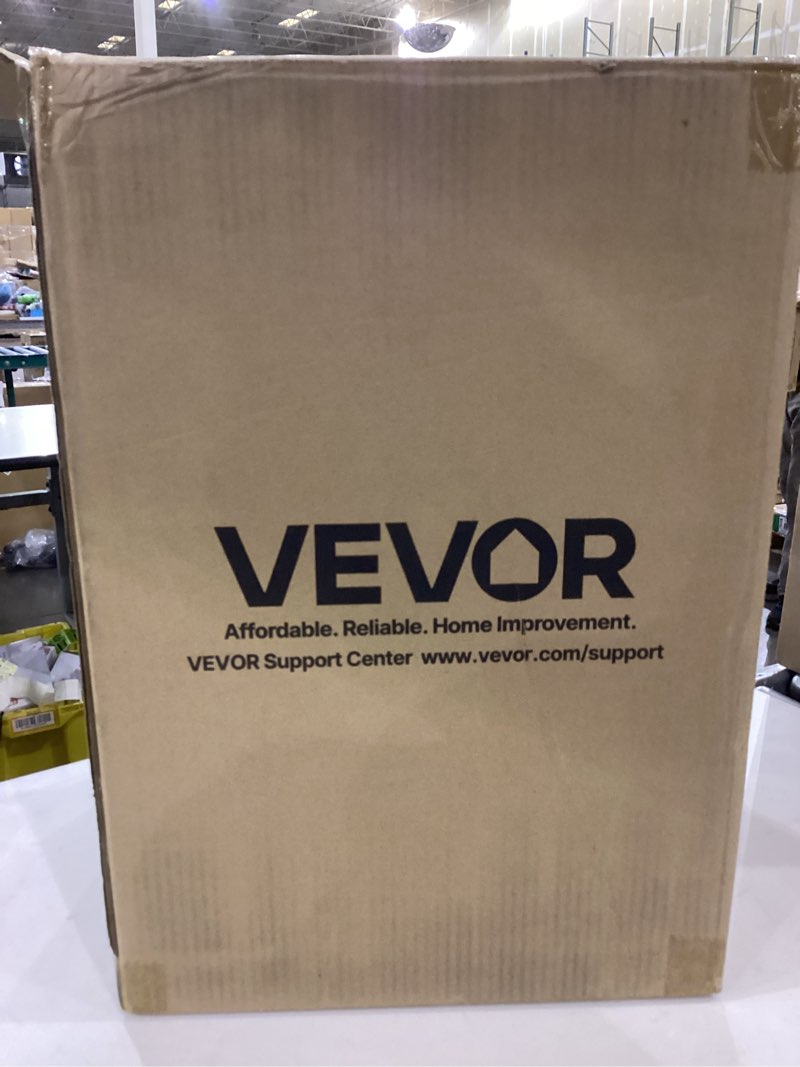 VEVOR
Affordable. Reliable. Home Improvement.
VEVOR Support Center www.vevor.com/support